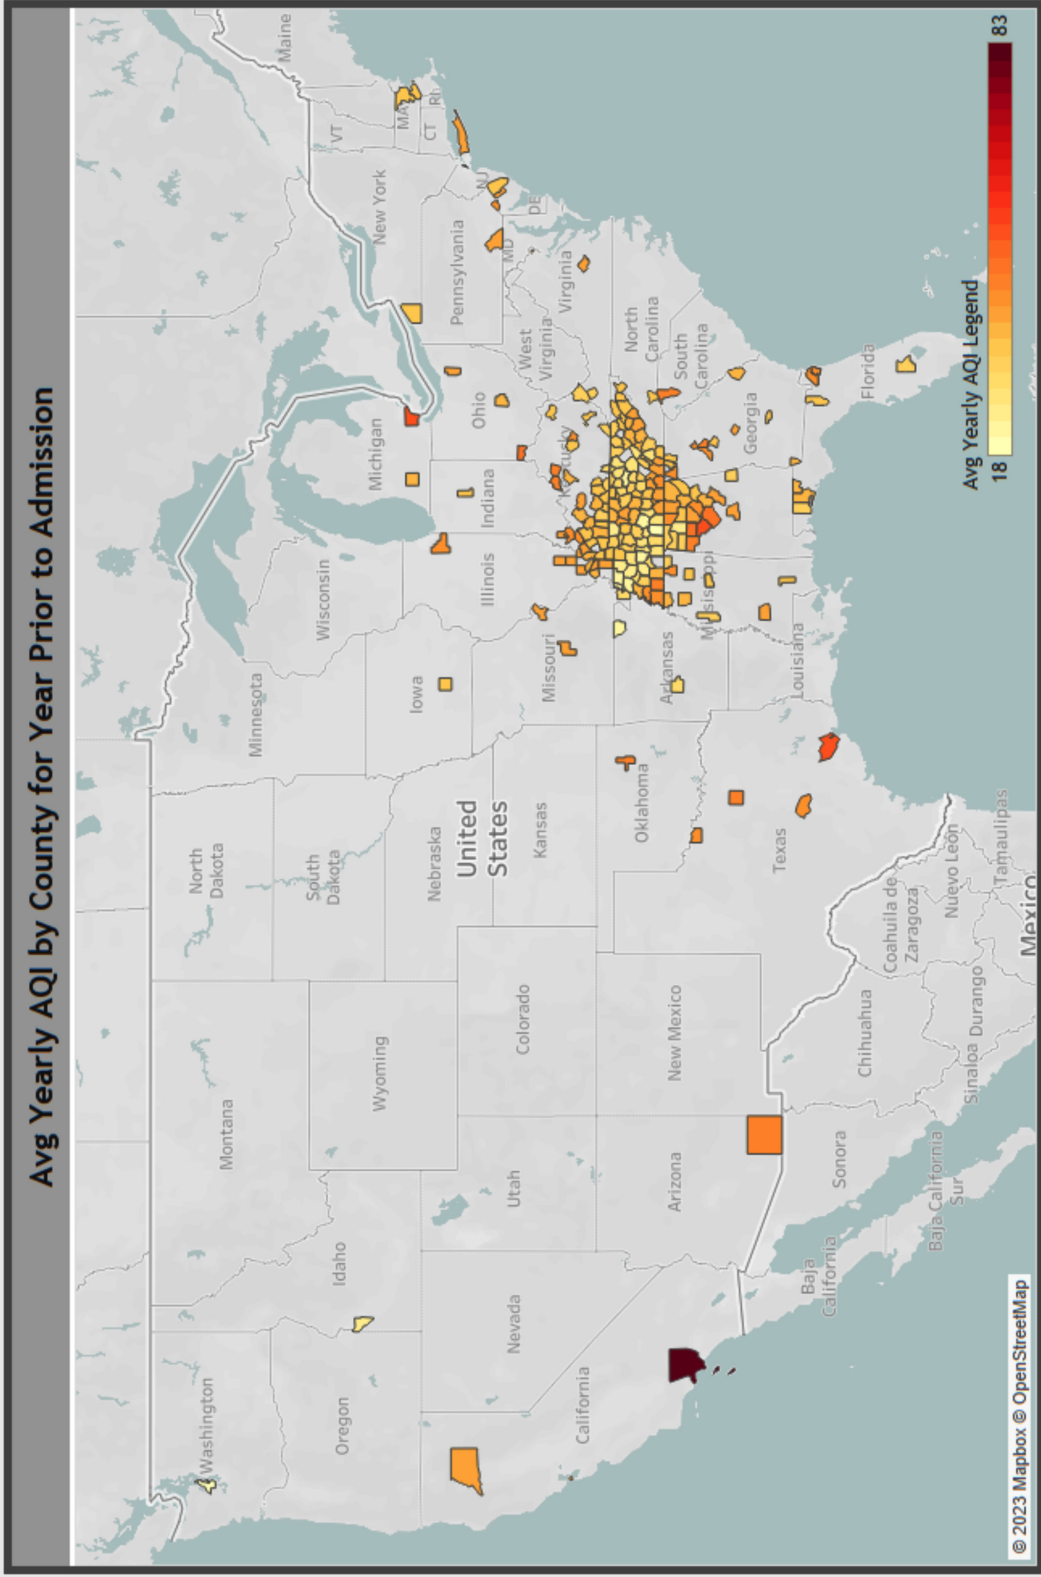 Avg Yearly AQI by County for Year Prior to Admission
Maine
Washington
Montana
North
Dakota
Minnesota
Wisconsin
Michigan
VT
New York
MA
CT
RI
Oregon
Idaho
Wyoming
South
Dakota
Iowa
Nebraska
Pennsylvania
NJ
MD
DE
Ohio
Indiana
Illinois
West
Virginia
Virginia
Nevada
Utah
Colorado
United
States
Kansas
Missouri
Kentucky
California
Arizona
New Mexico
Oklahoma
Arkansas
North
Carolina
South
Carolina
Mississippi
Georgia
Texas
Louisiana
Florida
Baja
California
Sonora
Chihuahua
Coahuila de
Zaragoza
Nuevo León
Tamaulipas
Baja California
Sur
Sinaloa
Durango
Mexico
Avg Yearly AQI Legend
18
83
© 2023 Mapbox © OpenStreetMap